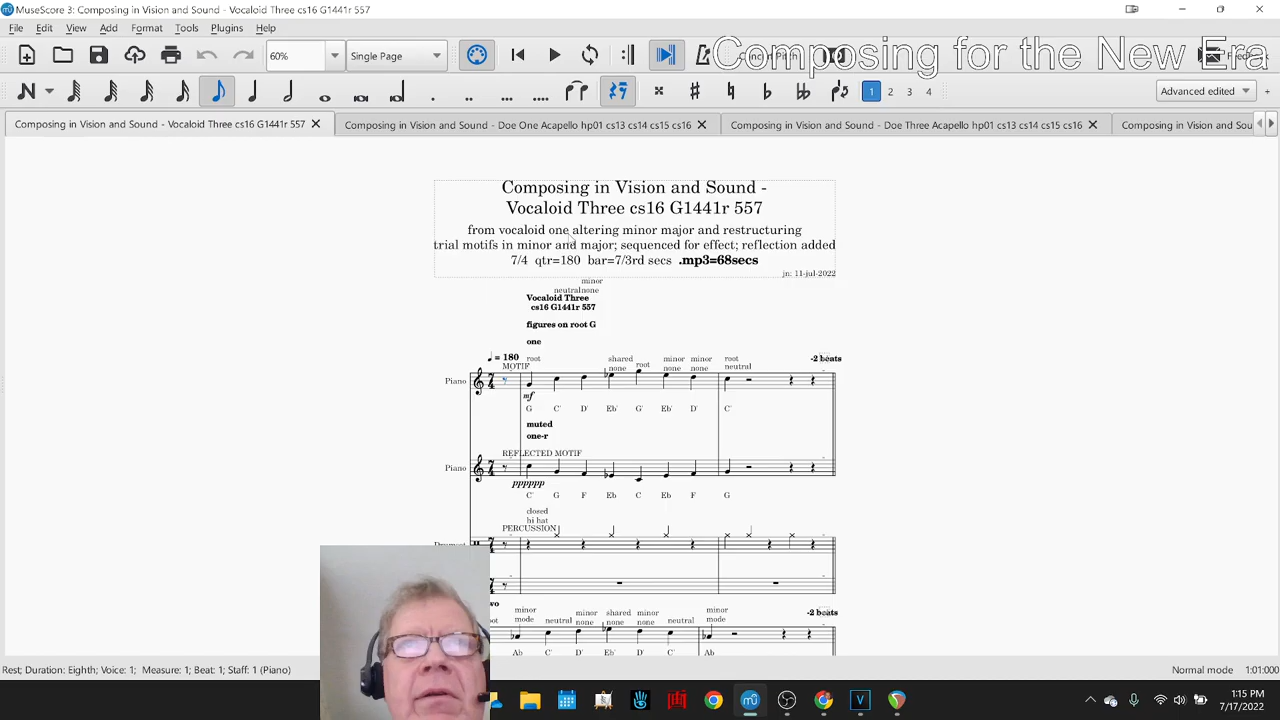 MuseScore 3: Composing in Vision and Sound - Vocaloid Three cs16 G1441r 557
File Edit View Add Format Tools Plugins Help
60% Single Page
Composing for the New Era
1 2 3 4 Advanced edited
Composing in Vision and Sound - Vocaloid Three cs16 G1441r 557
Composing in Vision and Sound - Doe One Acapello hp01 cs13 cs14 cs15 cs16
Composing in Vision and Sound - Doe Three Acapello hp01 cs13 cs14 cs15 cs16
Composing in Vision and Sou
Composing in Vision and Sound -
Vocaloid Three cs16 G1441r 557
from vocaloid one altering minor major and restructuring
trial motifs in minor and major; sequenced for effect; reflection added
7/4 qtr=180 bar=7/3rd secs .mp3=68secs
jn: 11-jul-2022
minor
neutral none
Vocaloid Three
cs16 G1441r 557
figures on root G
one
= 180 root shared root minor minor root -2 beats
MOTIF none none none neutral
Piano
mf
G C' D' Eb' G' Eb' D' C'
muted
one-r
REFLECTED MOTIF
Piano
pppppp
C' G F Eb C Eb F G
closed
hi hat
PERCUSSION
minor neutral minor shared minor neutral minor -2 beats
mode none none none mode
Ab C' D' Eb' D' C' Ab
Rest; Duration: Eighth; Voice: 1; Measure: 1; Beat: 1; Staff: 1 (Piano)
Normal mode 1:01:000
1:15 PM
7/17/2022